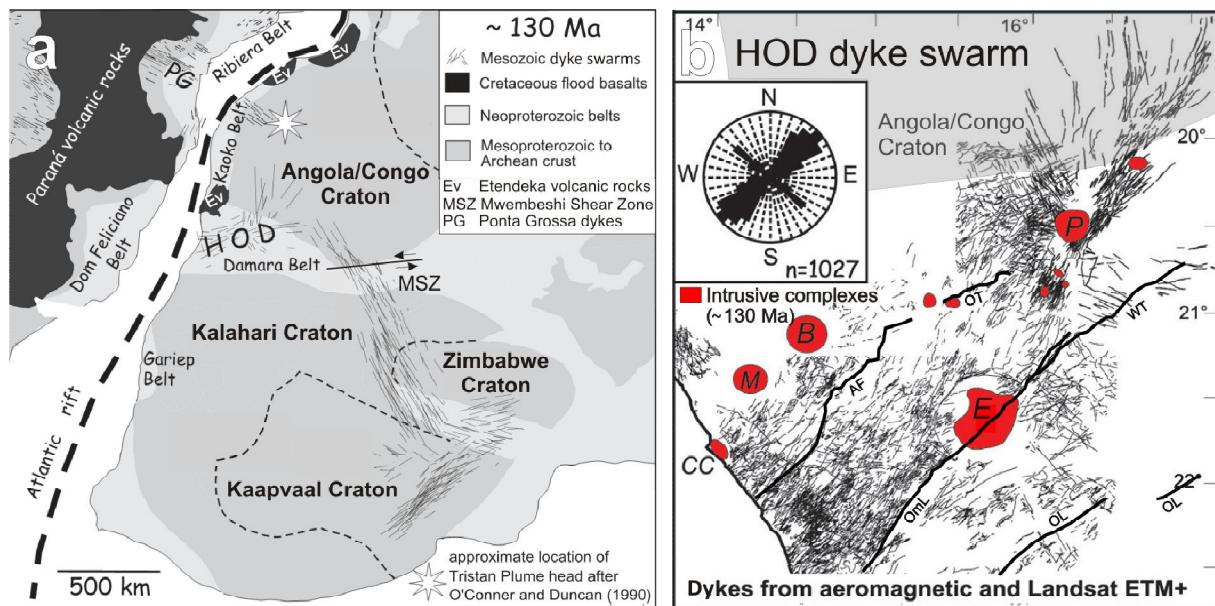 a
~ 130 Ma
Mesozoic dyke swarms
Cretaceous flood basalts
Neoproterozoic belts
Mesoproterozoic to
Archean crust
Ev Etendeka volcanic rocks
MSZ Mwembeshi Shear Zone
PG Ponta Grossa dykes
Paraná volcanic rocks
PG
Ribiera Belt
Ev
Ev
Kaoko Belt
Ev
Angola/Congo
Craton
Dom Feliciano
Belt
HOD
Damara Belt
MSZ
Kalahari Craton
Zimbabwe
Craton
Gariep
Belt
Atlantic rift
Kaapvaal Craton
500 km
approximate location of
Tristan Plume head after
O'Conner and Duncan (1990)
b
14°
16°
HOD dyke swarm
Angola/Congo
Craton
N
W
E
S
n=1027
20°
21°
22°
Intrusive complexes
(~130 Ma)
P
OT
WT
B
M
AF
E
CC
OmL
OL
OL
Dykes from aeromagnetic and Landsat ETM+